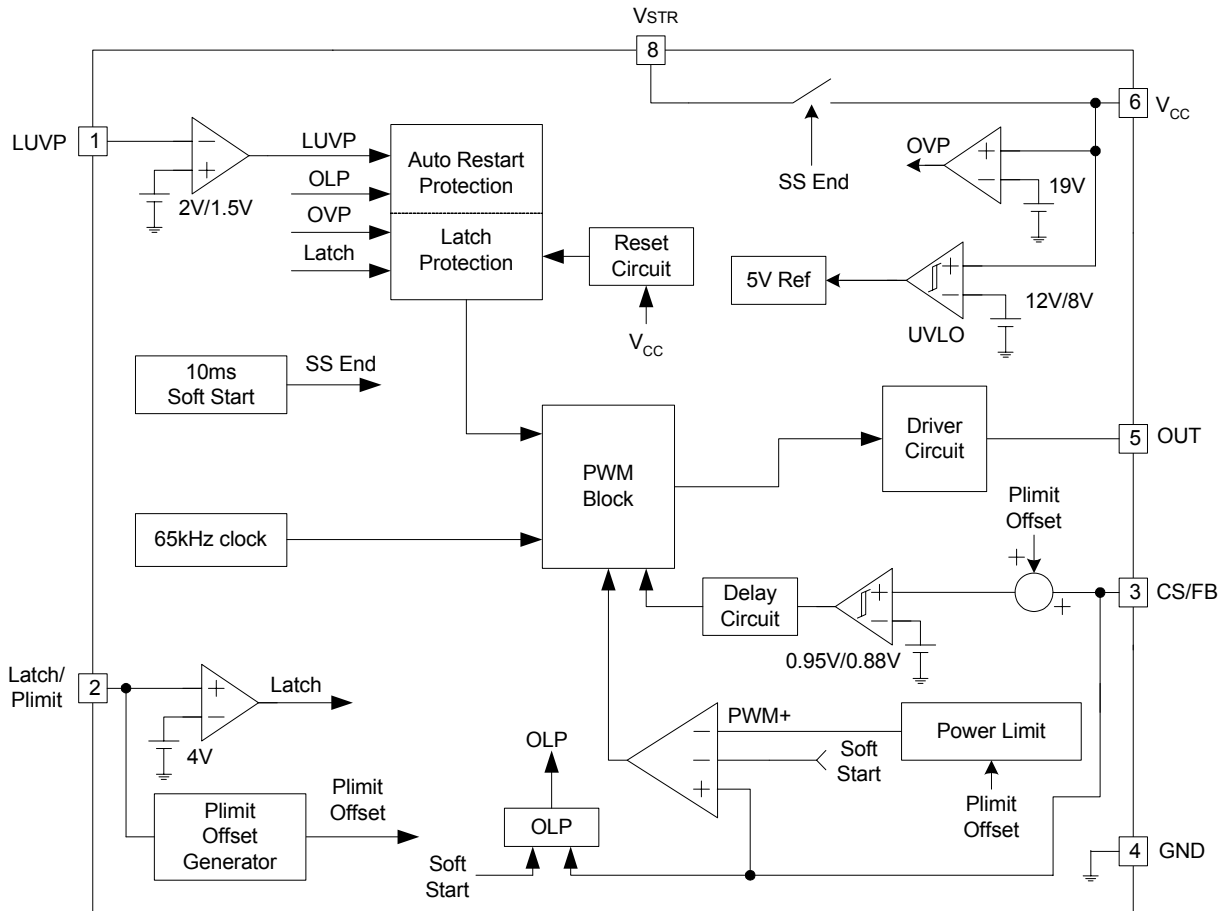 VSTR
8
6
VCC
LUVP
1
−
+
2V/1.5V
LUVP
OLP
OVP
Latch
Auto Restart
Protection
Latch
Protection
Reset
Circuit
VCC
SS End
OVP
+
−
19V
5V Ref
+
−
UVLO
12V/8V
10ms
Soft Start
SS End
PWM
Block
Driver
Circuit
5
OUT
65kHz clock
Plimit
Offset
+
+
3
CS/FB
Delay
Circuit
+
−
0.95V/0.88V
Latch/
Plimit
2
+
−
4V
Latch
PWM+
−
−
+
Power Limit
Soft
Start
Plimit
Offset
OLP
OLP
Plimit
Offset
Generator
Plimit
Offset
Soft
Start
4
GND